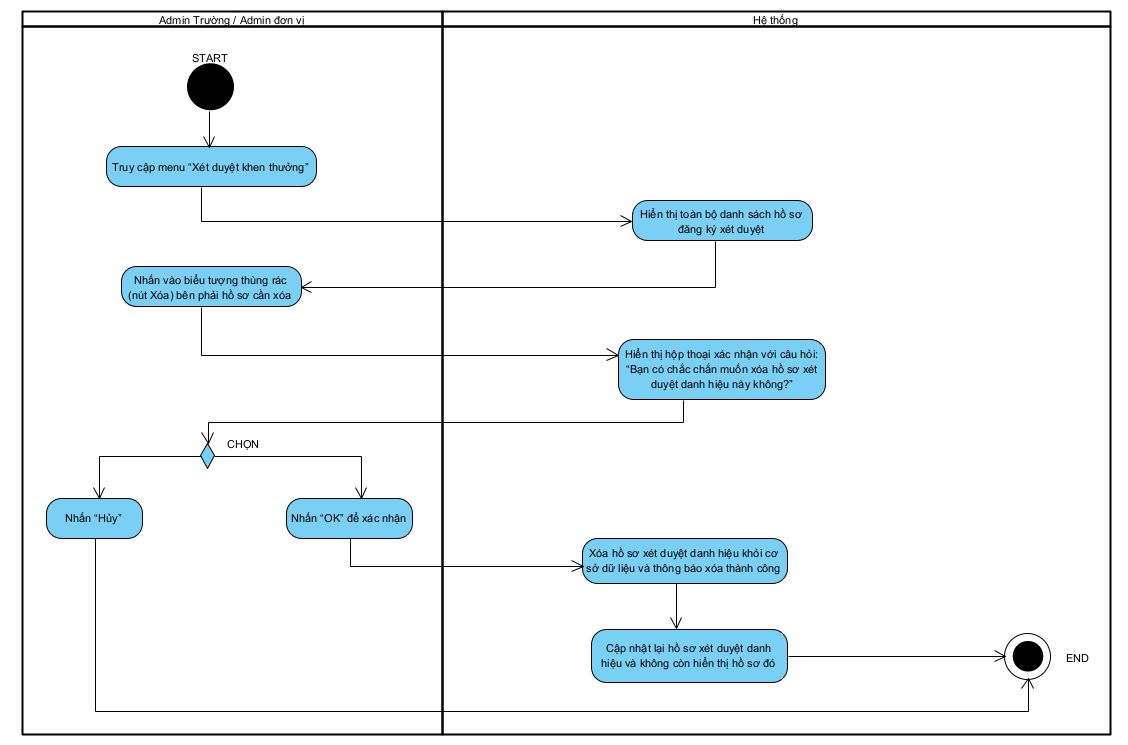 Admin Trường / Admin đơn vị
Hệ thống
START
Truy cập menu “Xét duyệt khen thưởng”
Hiển thị toàn bộ danh sách hồ sơ
đăng ký xét duyệt
Nhấn vào biểu tượng thùng rác
(nút Xóa) bên phải hồ sơ cần xóa
Hiển thị hộp thoại xác nhận với câu hỏi:
“Bạn có chắc chắn muốn xóa hồ sơ xét
duyệt danh hiệu này không?”
CHỌN
Nhấn “Hủy”
Nhấn “OK” để xác nhận
Xóa hồ sơ xét duyệt danh hiệu khỏi cơ
sở dữ liệu và thông báo xóa thành công
Cập nhật lại hồ sơ xét duyệt danh
hiệu và không còn hiển thị hồ sơ đó
END